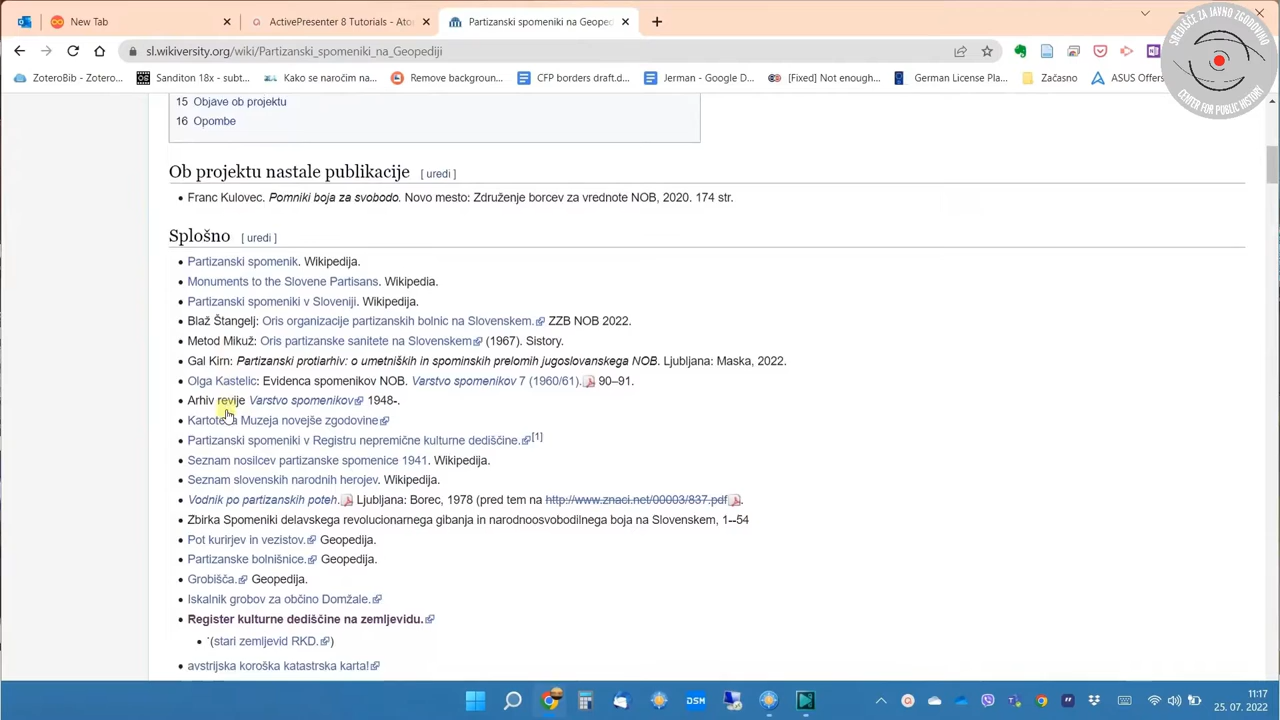 New Tab
ActivePresenter 8 Tutorials - Ato
Partizanski spomeniki na Geoped
sl.wikiversity.org/wiki/Partizanski_spomeniki_na_Geopediji
ZoteroBib - Zotero...
Sanditon 18x - subt...
Kako se naročim na...
Remove backgroun...
CFP borders draft.d...
Jerman - Google D...
[Fixed] Not enough...
German License Pla...
Začasno
ASUS Offers
SREDIŠČE ZA JAVNO ZGODOVINO
CENTER FOR PUBLIC HISTORY
15 Objave ob projektu
16 Opombe
Ob projektu nastale publikacije [ uredi ]
Franc Kulovec. Pomniki boja za svobodo. Novo mesto: Združenje borcev za vrednote NOB, 2020. 174 str.
Splošno [ uredi ]
Partizanski spomenik. Wikipedija.
Monuments to the Slovene Partisans. Wikipedia.
Partizanski spomeniki v Sloveniji. Wikipedija.
Blaž Štangelj: Oris organizacije partizanskih bolnic na Slovenskem. ZZB NOB 2022.
Metod Mikuž: Oris partizanske sanitete na Slovenskem (1967). Sistory.
Gal Kirn: Partizanski protiarhiv: o umetniških in spominskih prelomih jugoslovanskega NOB. Ljubljana: Maska, 2022.
Olga Kastelic: Evidenca spomenikov NOB. Varstvo spomenikov 7 (1960/61). 90–91.
Arhiv revije Varstvo spomenikov 1948-.
Kartoteka Muzeja novejše zgodovine
Partizanski spomeniki v Registru nepremične kulturne dediščine.[1]
Seznam nosilcev partizanske spomenice 1941. Wikipedija.
Seznam slovenskih narodnih herojev. Wikipedija.
Vodnik po partizanskih poteh. Ljubljana: Borec, 1978 (pred tem na http://www.znaci.net/00003/837.pdf.
Zbirka Spomeniki delavskega revolucionarnega gibanja in narodnoosvobodilnega boja na Slovenskem, 1--54
Pot kurirjev in vezistov. Geopedija.
Partizanske bolnišnice. Geopedija.
Grobišča. Geopedija.
Iskalnik grobov za občino Domžale.
Register kulturne dediščine na zemljevidu.
(stari zemljevid RKD.)
avstrijska koroška katastrska karta!
DSM
11:17
25. 07. 2022